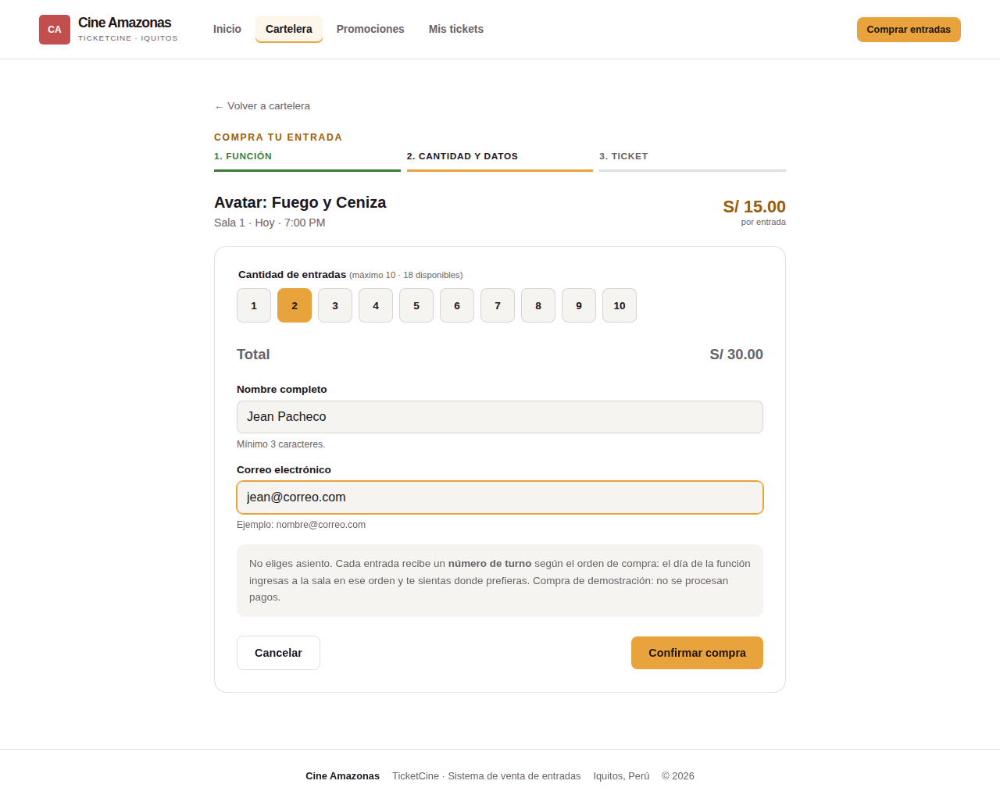 CA
Cine Amazonas
TICKETCINE · IQUITOS
Inicio
Cartelera
Promociones
Mis tickets
Comprar entradas
← Volver a cartelera
COMPRA TU ENTRADA
1. FUNCIÓN
2. CANTIDAD Y DATOS
3. TICKET
Avatar: Fuego y Ceniza
Sala 1 · Hoy · 7:00 PM
S/ 15.00
por entrada
Cantidad de entradas (máximo 10 · 18 disponibles)
1 2 3 4 5 6 7 8 9 10
Total S/ 30.00
Nombre completo
Jean Pacheco
Mínimo 3 caracteres.
Correo electrónico
jean@correo.com
Ejemplo: nombre@correo.com
No eliges asiento. Cada entrada recibe un número de turno según el orden de compra: el día de la función
ingresas a la sala en ese orden y te sientas donde prefieras. Compra de demostración: no se procesan
pagos.
Cancelar
Confirmar compra
Cine Amazonas TicketCine · Sistema de venta de entradas Iquitos, Perú © 2026